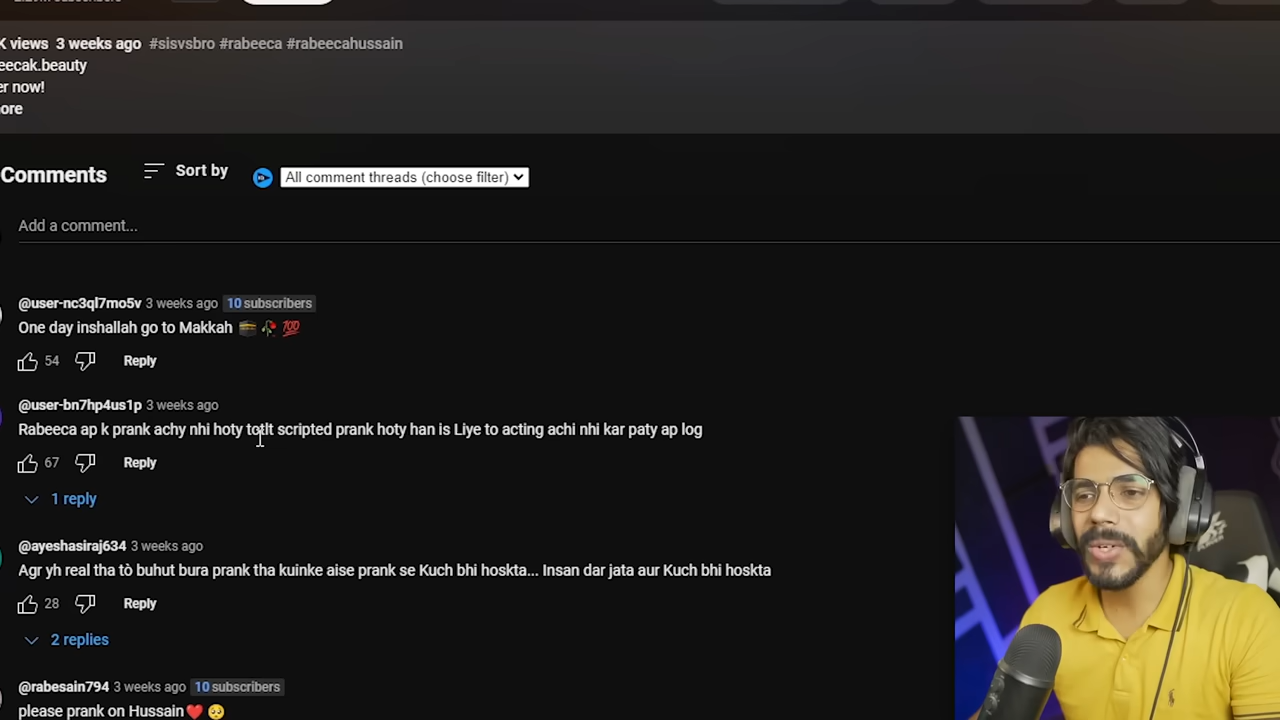 K views 3 weeks ago #sisvsbro #rabeeca #rabeecahussain
eecak.beauty
er now!
ore
Comments Sort by All comment threads (choose filter)
Add a comment...
@user-nc3ql7mo5v 3 weeks ago 10 subscribers
One day inshallah go to Makkah 🕋 🥀 💯
54 Reply
@user-bn7hp4us1p 3 weeks ago
Rabeeca ap k prank achy nhi hoty totlt scripted prank hoty han is Liye to acting achi nhi kar paty ap log
67 Reply
1 reply
@ayeshasiraj634 3 weeks ago
Agr yh real tha tò buhut bura prank tha kuinke aise prank se Kuch bhi hoskta... Insan dar jata aur Kuch bhi hoskta
28 Reply
2 replies
@rabesain794 3 weeks ago 10 subscribers
please prank on Hussain❤️ 🥺